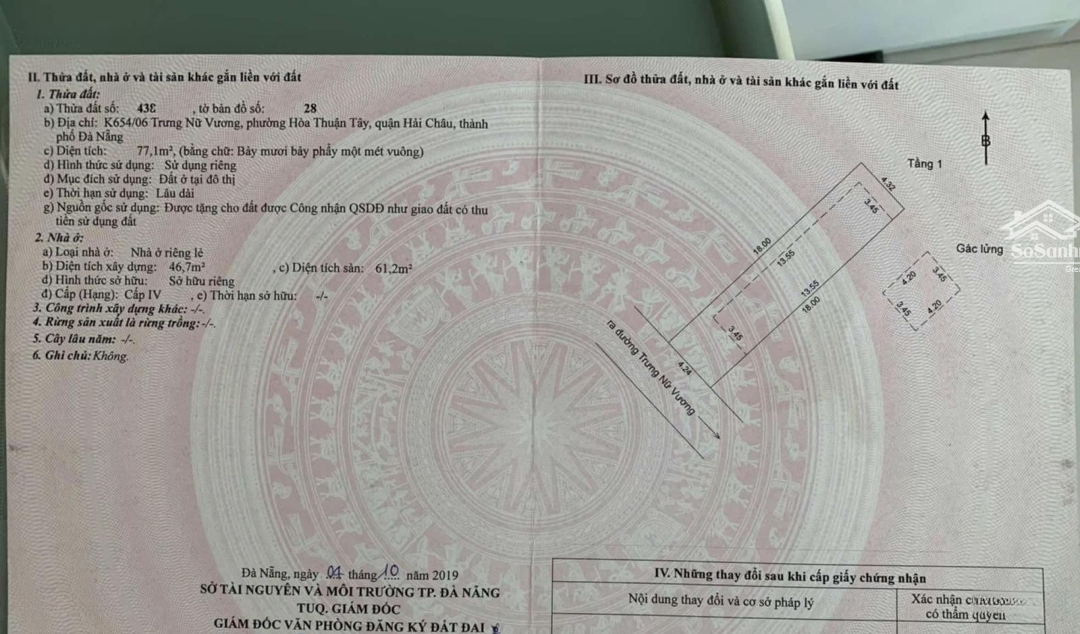 II. Thửa đất, nhà ở và tài sản khác gắn liền với đất
1. Thửa đất:
a) Thửa đất số: 438 , tờ bản đồ số: 28
b) Địa chỉ: K654/06 Trưng Nữ Vương, phường Hòa Thuận Tây, quận Hải Châu, thành
phố Đà Nẵng
c) Diện tích: 77,1m², (bằng chữ: Bảy mươi bảy phẩy một mét vuông)
d) Hình thức sử dụng: Sử dụng riêng
đ) Mục đích sử dụng: Đất ở tại đô thị
e) Thời hạn sử dụng: Lâu dài
g) Nguồn gốc sử dụng: Được tặng cho đất được Công nhận QSDĐ như giao đất có thu
tiền sử dụng đất
2. Nhà ở:
a) Loại nhà ở: Nhà ở riêng lẻ
b) Diện tích xây dựng: 46,7m² , c) Diện tích sàn: 61,2m²
d) Hình thức sở hữu: Sở hữu riêng
đ) Cấp (Hạng): Cấp IV , e) Thời hạn sở hữu: -/-
3. Công trình xây dựng khác: -/-.
4. Rừng sản xuất là rừng trồng:-/-.
5. Cây lâu năm: -/-.
6. Ghi chú: Không.
Đà Nẵng, ngày 04 tháng 10 năm 2019
SỞ TÀI NGUYÊN VÀ MÔI TRƯỜNG TP. ĐÀ NẴNG
TUQ. GIÁM ĐỐC
GIÁM ĐỐC VĂN PHÒNG ĐĂNG KÝ ĐẤT ĐAI
III. Sơ đồ thửa đất, nhà ở và tài sản khác gắn liền với đất
B
Tầng 1
4.32
3.45
18.00
13.55
13.55
18.00
3.45
4.24
ra đường Trưng Nữ Vương
Gác lửng
3.45
4.20
4.20
3.45
SoSanh
IV. Những thay đổi sau khi cấp giấy chứng nhận
Nội dung thay đổi và cơ sở pháp lý
Xác nhận của
có thẩm quyền